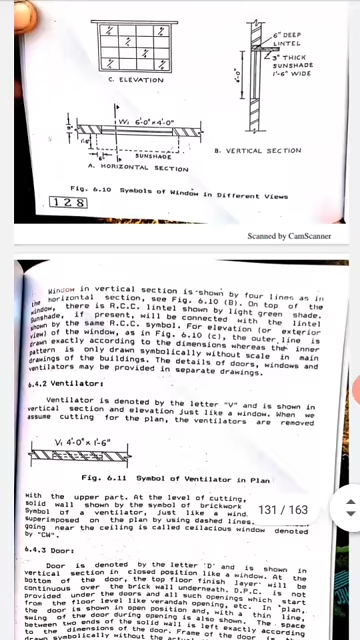 C. ELEVATION
6" DEEP
LINTEL
3" THICK
SUNSHADE
1'-6" WIDE
4'-0"
W₁ 6'-0" × 4'-0"
SUNSHADE
A. HORIZONTAL SECTION
B. VERTICAL SECTION
Fig. 6.10 Symbols of Window in Different Views
128
Scanned by CamScanner
Window in vertical section is shown by four lines as in
the horizontal section, see Fig. 6.10 (B). On top of the
window, there is R.C.C. lintel shown by light green shade.
Sunshade, if present, will be connected with the lintel
shown by the same R.C.C. symbol. For elevation (or exterior
view) of the window, as in Fig. 6.10 (c), the outer line is
drawn exactly according to the dimensions whereas the inner
pattern is only drawn symbolically without scale in main
drawings of the buildings. The details of doors, windows and
ventilators may be provided in separate drawings.
6.4.2 Ventilator:
Ventilator is denoted by the letter "V" and is shown in
vertical section and elevation just like a window. When we
assume cutting for the plan, the ventilators are removed
V₁ 4'-0" × 1'-6"
Fig. 6.11 Symbol of Ventilator in Plan
with the upper part. At the level of cutting,
solid wall shown by the symbol of brickwork
Symbol of a ventilator, just like a wind
superimposed on the plan by using dashed lines.
going near the ceiling is called ceilacious window denoted
by "CW".
131 / 163
6.4.3 Door:
Door is denoted by the letter 'D' and is shown in
vertical section in closed position like a window. At the
bottom of the door, the top floor finish layer will be
continuous over the brick wall underneath. D.P.C. is not
provided under the doors and all such openings which start
from the floor level like verandah opening, etc. In 'plan,
the door is shown in open position and, with a thin line,
swing of the door during opening is also shown. The space
between two ends of the solid wall is left exactly according
to the dimensions of the door. Frame of the door is
drawn symbolically without the